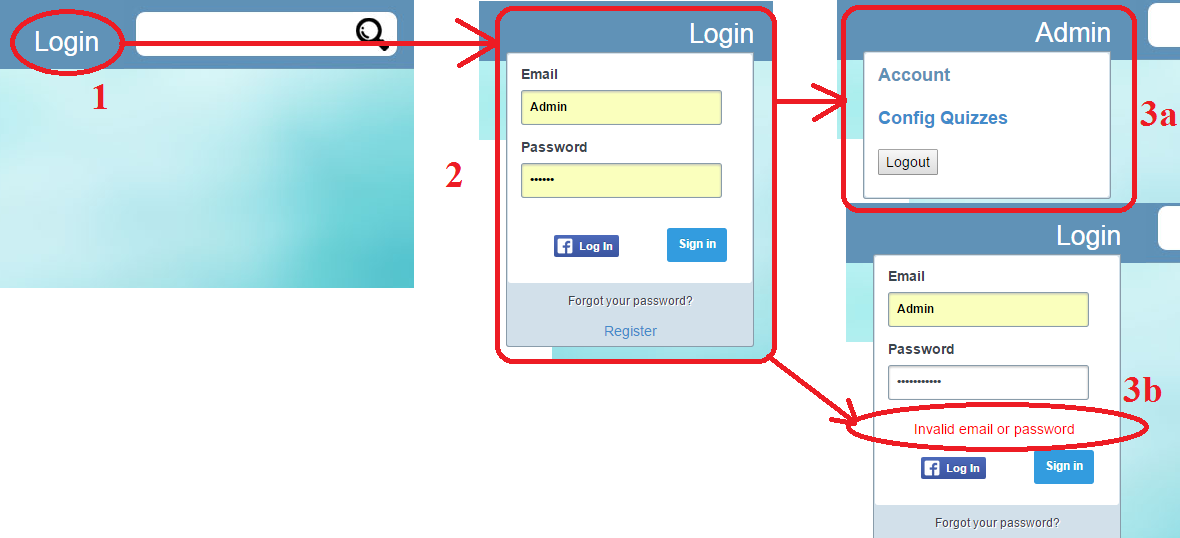 Login
1
2
Login
Email
Admin
Password
••••••
Log In
Sign in
Forgot your password?
Register
3a
Admin
Account
Config Quizzes
Logout
3b
Login
Email
Admin
Password
•••••••••••
Invalid email or password
Log In
Sign in
Forgot your password?